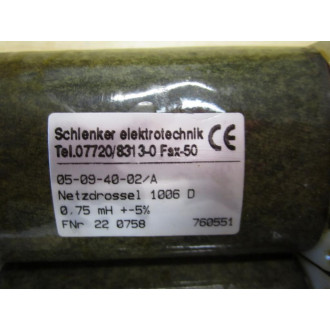 Schlenker elektrotechnik CE
Tel.07720/8313-0 Fax-50
05-09-40-02/A
Netzdrossel 1006 D
0.75 mH +-5%
FNr 22 0758 760551